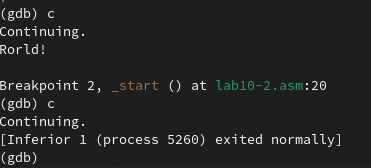 (gdb) c
Continuing.
Rorld!
Breakpoint 2, _start () at lab10-2.asm:20
(gdb) c
Continuing.
[Inferior 1 (process 5260) exited normally]
(gdb)